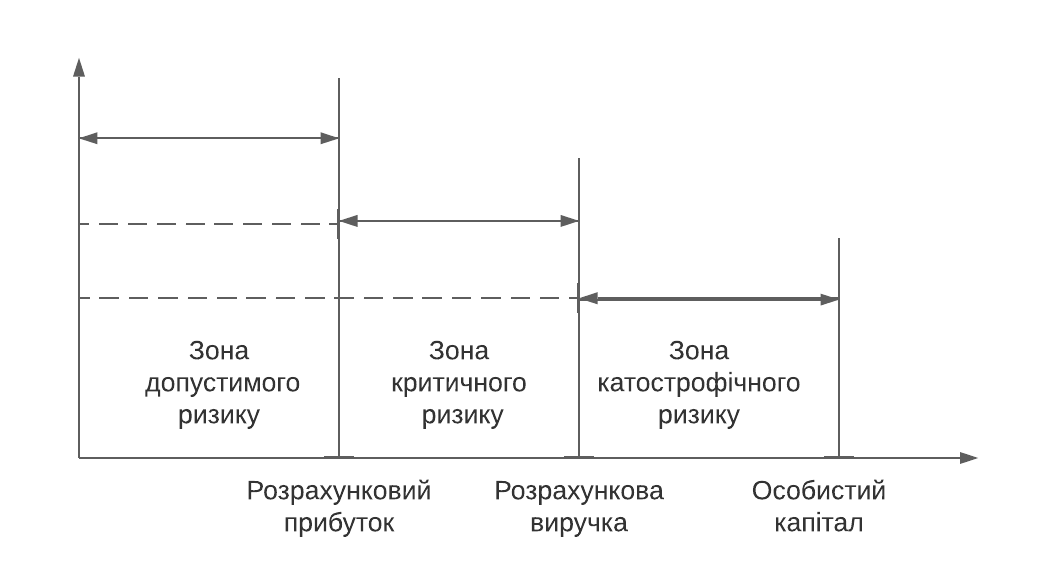 Зона
допустимого
ризику
Зона
критичного
ризику
Зона
катострофічного
ризику
Розрахунковий
прибуток
Розрахункова
виручка
Особистий
капітал